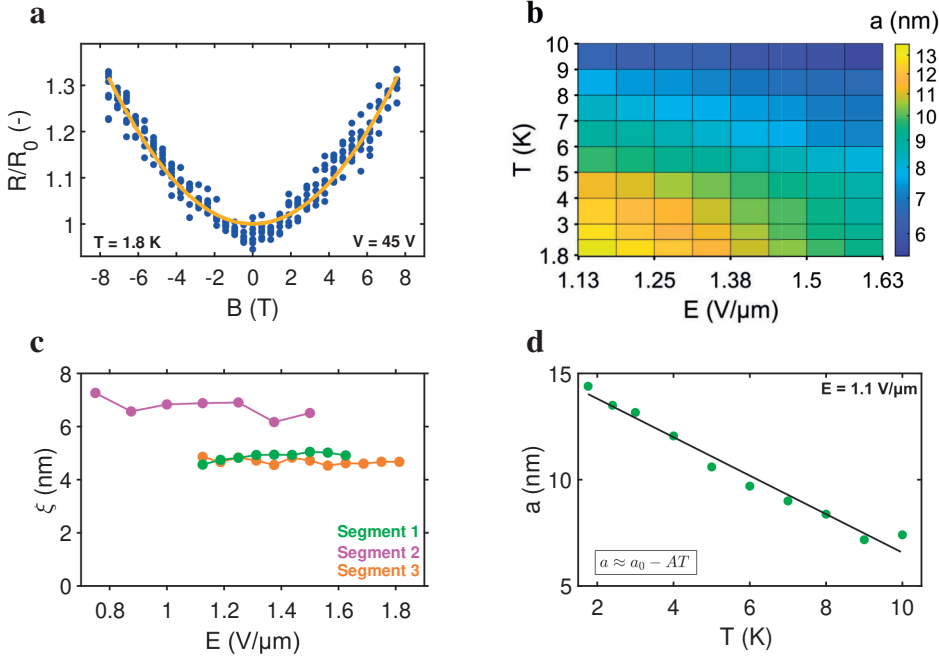 a
R/R0 (-)
1.3
1.2
1.1
1
T = 1.8 K
V = 45 V
-8 -6 -4 -2 0 2 4 6 8
B (T)
b
a (nm)
T (K)
10
9
8
7
6
5
4
3
1.8
1.13 1.25 1.38 1.5 1.63
E (V/μm)
13
12
11
10
9
8
7
6
c
ξ (nm)
8
6
4
2
0
Segment 1
Segment 2
Segment 3
0.8 1 1.2 1.4 1.6 1.8
E (V/μm)
d
a (nm)
15
10
5
E = 1.1 V/μm
a ≈ a0 − AT
2 4 6 8 10
T (K)